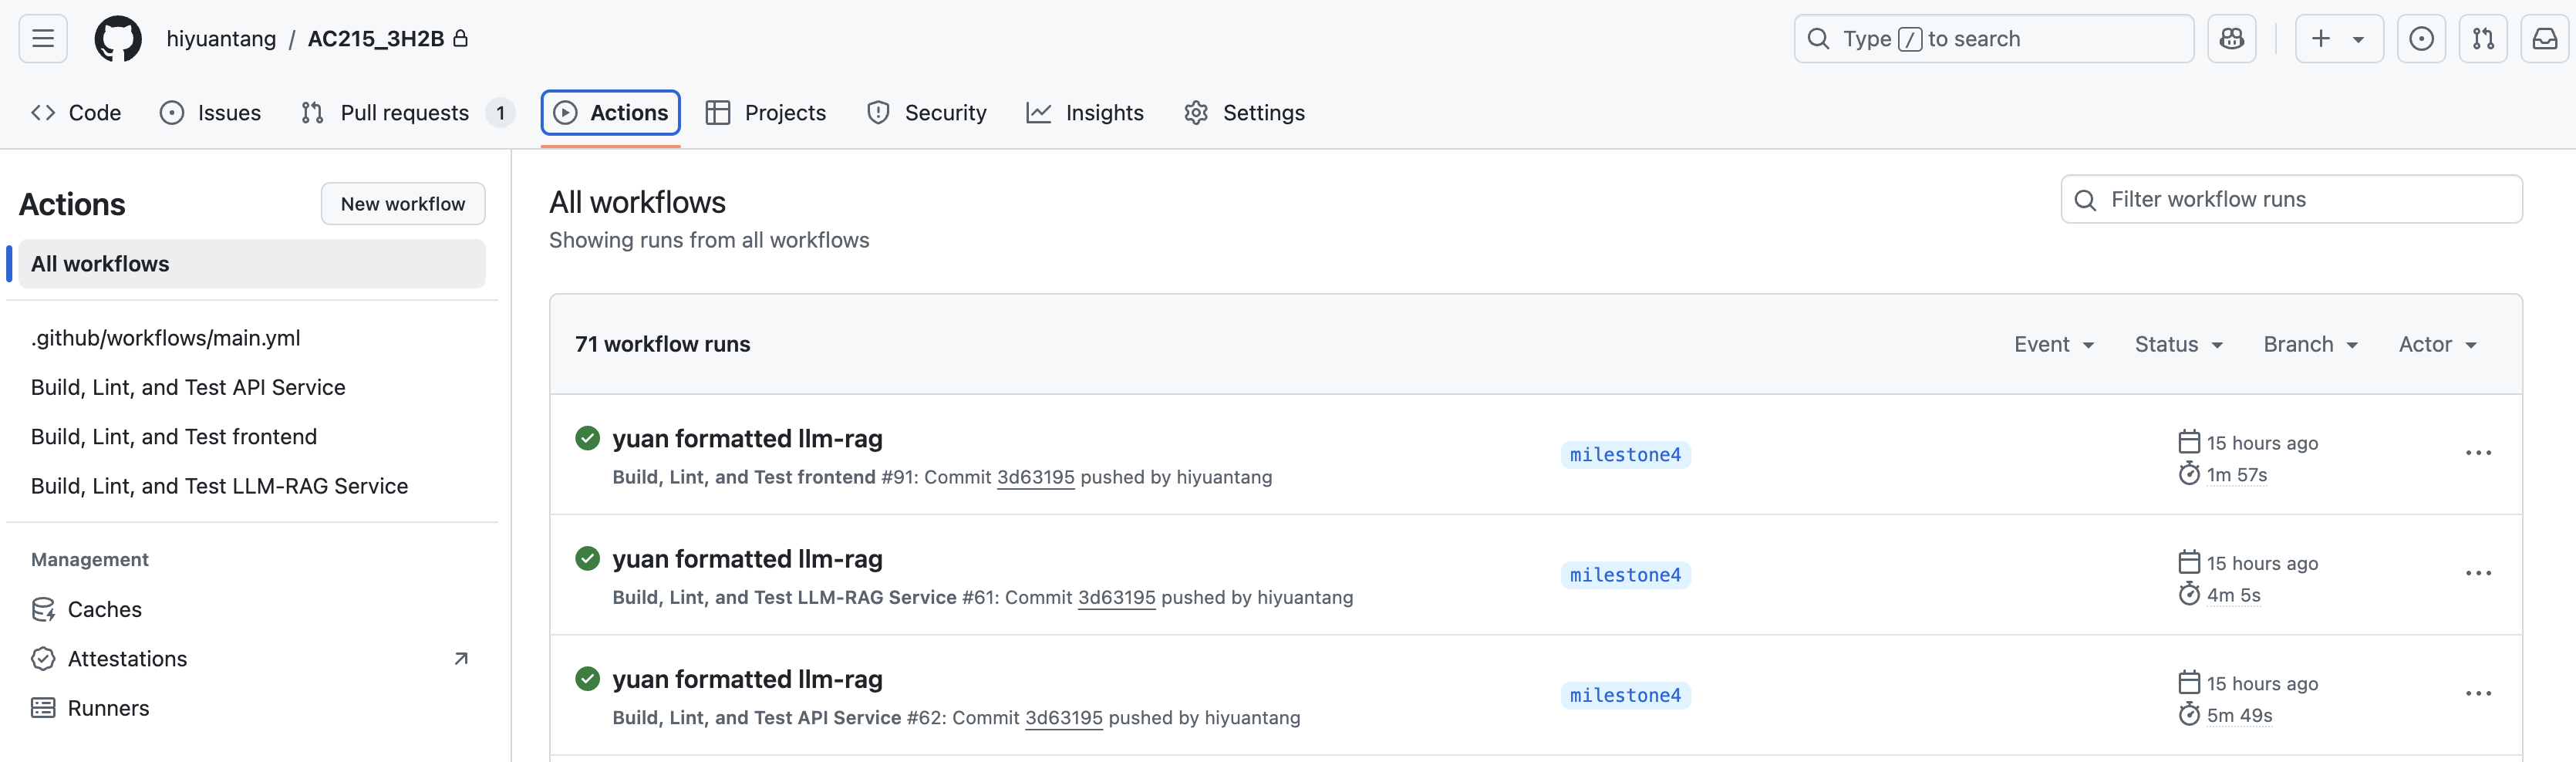 hiyuantang / AC215_3H2B
Type / to search
Code Issues Pull requests 1 Actions Projects Security Insights Settings
Actions
New workflow
All workflows
.github/workflows/main.yml
Build, Lint, and Test API Service
Build, Lint, and Test frontend
Build, Lint, and Test LLM-RAG Service
Management
Caches
Attestations
Runners
All workflows
Showing runs from all workflows
Filter workflow runs
71 workflow runs
Event Status Branch Actor
yuan formatted llm-rag
Build, Lint, and Test frontend #91: Commit 3d63195 pushed by hiyuantang
milestone4
15 hours ago
1m 57s
yuan formatted llm-rag
Build, Lint, and Test LLM-RAG Service #61: Commit 3d63195 pushed by hiyuantang
milestone4
15 hours ago
4m 5s
yuan formatted llm-rag
Build, Lint, and Test API Service #62: Commit 3d63195 pushed by hiyuantang
milestone4
15 hours ago
5m 49s